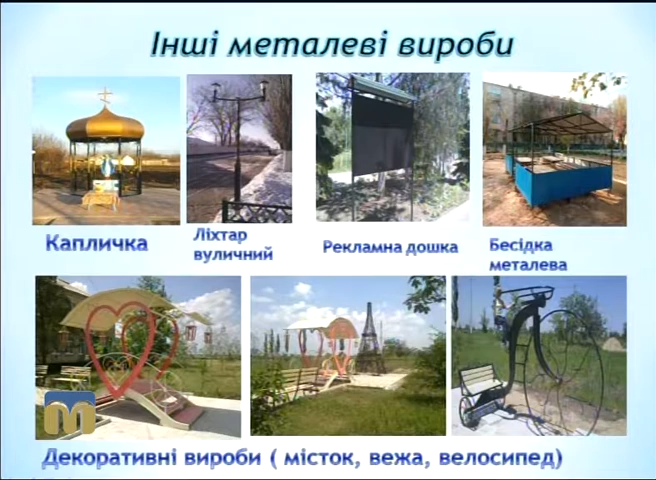 Інші металеві вироби
Капличка
Ліхтар
вуличний
Рекламна дошка
Бесідка
металева
Декоративні вироби ( місток, вежа, велосипед)